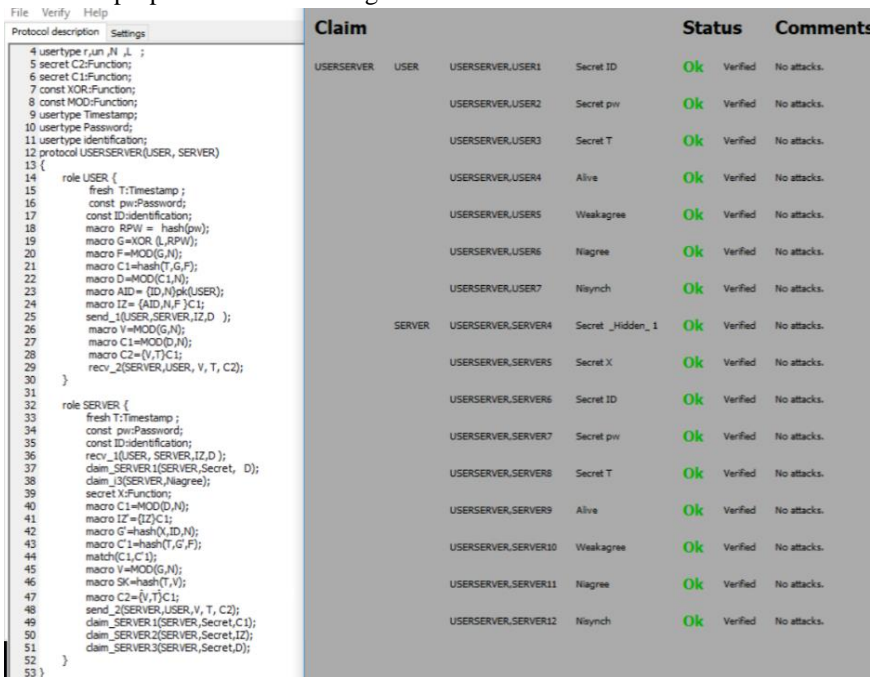 File Verify Help
Protocol description Settings
4 usertype r,un ,N ,L ;
5 secret C2:Function;
6 secret C1:Function;
7 const XOR:Function;
8 const MOD:Function;
9 usertype Timestamp;
10 usertype Password;
11 usertype identification;
12 protocol USERSERVER(USER, SERVER)
13 {
14 role USER {
15 fresh T:Timestamp ;
16 const pw:Password;
17 const ID:identification;
18 macro RPW = hash(pw);
19 macro G=XOR (L,RPW);
20 macro F=MOD(G,N);
21 macro C1=hash(T,G,F);
22 macro D=MOD(C1,N);
23 macro AID= {ID,N}pk(USER);
24 macro IZ= {AID,N,F }C1;
25 send_1(USER,SERVER,IZ,D );
26 macro V=MOD(G,N);
27 macro C1=MOD(D,N);
28 macro C2={V,T}C1;
29 recv_2(SERVER,USER, V, T, C2);
30 }
31
32 role SERVER {
33 fresh T:Timestamp ;
34 const pw:Password;
35 const ID:identification;
36 recv_1(USER, SERVER,IZ,D );
37 claim_SERVER1(SERVER,Secret, D);
38 claim_i3(SERVER,Niagree);
39 secret X:Function;
40 macro C1=MOD(D,N);
41 macro IZ'={IZ}C1;
42 macro G'=hash(X,ID,N);
43 macro C'1=hash(T,G',F);
44 match(C1,C'1);
45 macro V=MOD(G,N);
46 macro SK=hash(T,V);
47 macro C2={V,T}C1;
48 send_2(SERVER,USER,V, T, C2);
49 claim_SERVER1(SERVER,Secret,C1);
50 claim_SERVER2(SERVER,Secret,IZ);
51 claim_SERVER3(SERVER,Secret,D);
52 }
53 }
Claim Status Comments
USERSERVER USER USERSERVER,USER1 Secret ID Ok Verified No attacks.
USERSERVER,USER2 Secret pw Ok Verified No attacks.
USERSERVER,USER3 Secret T Ok Verified No attacks.
USERSERVER,USER4 Alive Ok Verified No attacks.
USERSERVER,USER5 Weakagree Ok Verified No attacks.
USERSERVER,USER6 Niagree Ok Verified No attacks.
USERSERVER,USER7 Nisynch Ok Verified No attacks.
SERVER USERSERVER,SERVER4 Secret _Hidden_ 1 Ok Verified No attacks.
USERSERVER,SERVER5 Secret X Ok Verified No attacks.
USERSERVER,SERVER6 Secret ID Ok Verified No attacks.
USERSERVER,SERVER7 Secret pw Ok Verified No attacks.
USERSERVER,SERVER8 Secret T Ok Verified No attacks.
USERSERVER,SERVER9 Alive Ok Verified No attacks.
USERSERVER,SERVER10 Weakagree Ok Verified No attacks.
USERSERVER,SERVER11 Niagree Ok Verified No attacks.
USERSERVER,SERVER12 Nisynch Ok Verified No attacks.